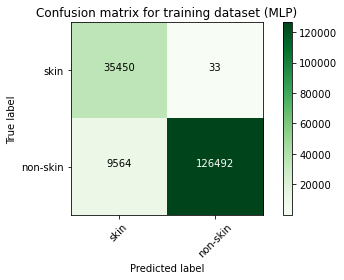 Confusion matrix for training dataset (MLP)
True label
skin
35450 33
non-skin
9564 126492
skin non-skin
Predicted label
120000
100000
80000
60000
40000
20000